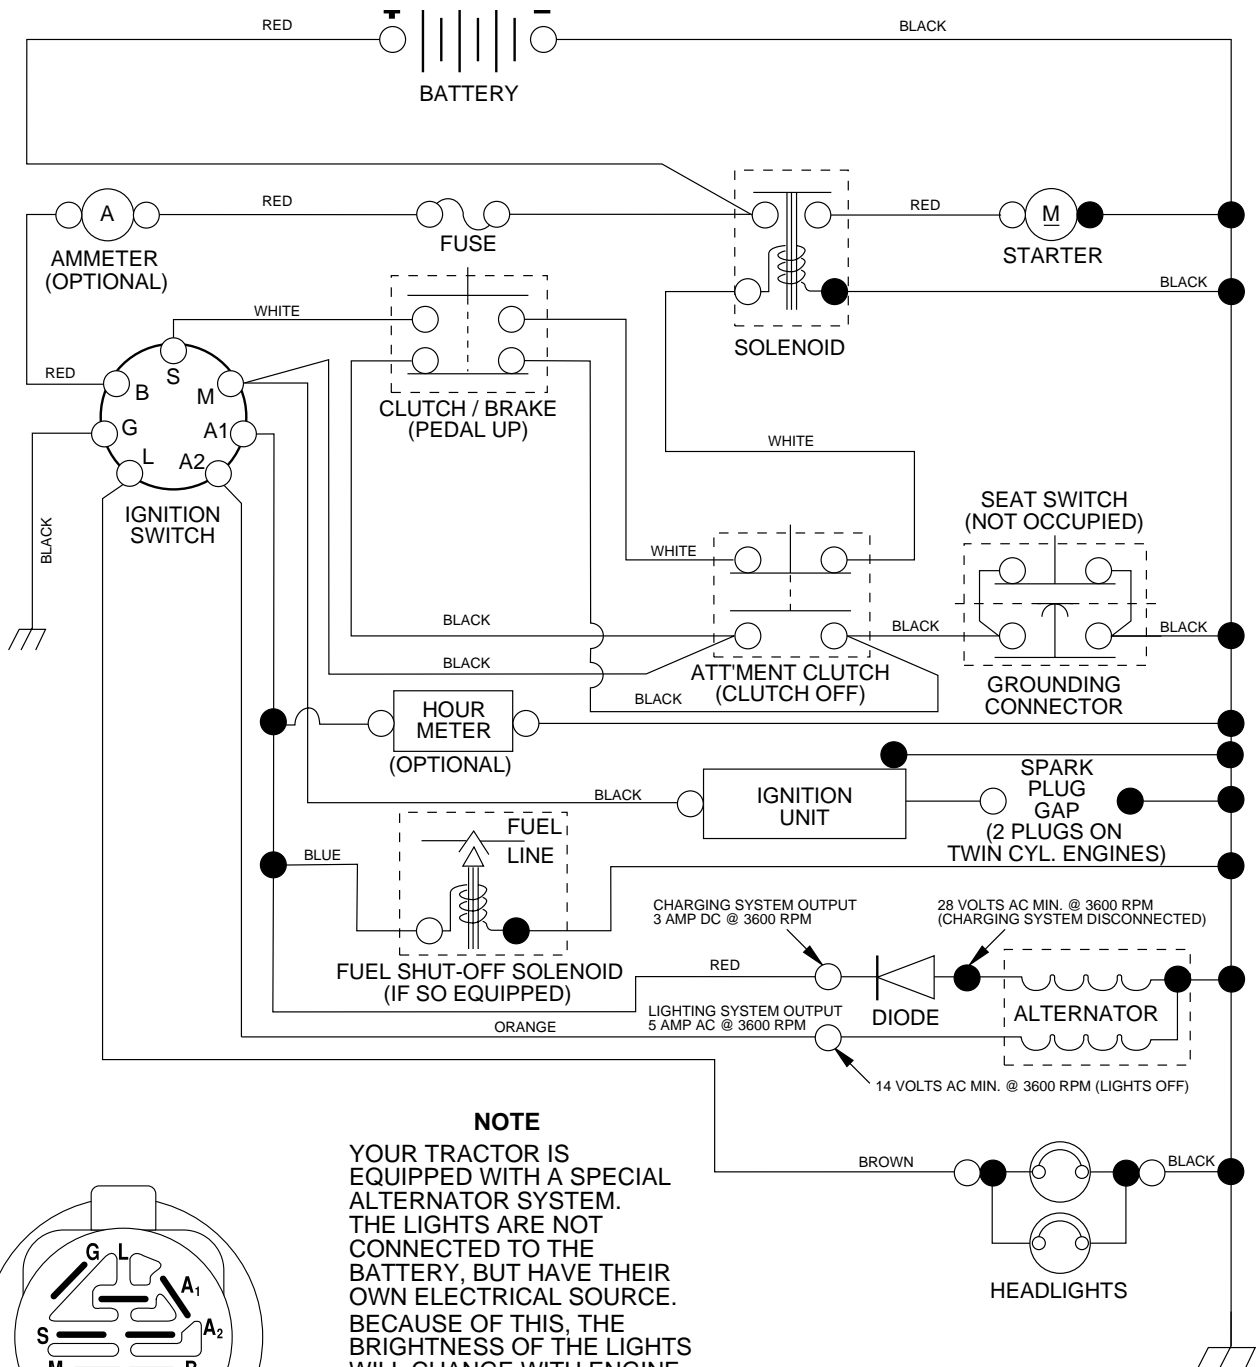 +
−
RED
BLACK
BATTERY
A
RED
RED
M
AMMETER
(OPTIONAL)
FUSE
STARTER
WHITE
BLACK
SOLENOID
RED
B
S
M
G
A1
L
A2
CLUTCH / BRAKE
(PEDAL UP)
WHITE
IGNITION
SWITCH
BLACK
SEAT SWITCH
(NOT OCCUPIED)
WHITE
BLACK
BLACK
BLACK
BLACK
ATT'MENT CLUTCH
(CLUTCH OFF)
BLACK
GROUNDING
CONNECTOR
HOUR
METER
(OPTIONAL)
BLACK
IGNITION
UNIT
SPARK
PLUG
GAP
(2 PLUGS ON
TWIN CYL. ENGINES)
FUEL
LINE
BLUE
CHARGING SYSTEM OUTPUT
3 AMP DC @ 3600 RPM
28 VOLTS AC MIN. @ 3600 RPM
(CHARGING SYSTEM DISCONNECTED)
FUEL SHUT-OFF SOLENOID
(IF SO EQUIPPED)
RED
DIODE
ALTERNATOR
LIGHTING SYSTEM OUTPUT
5 AMP AC @ 3600 RPM
ORANGE
14 VOLTS AC MIN. @ 3600 RPM (LIGHTS OFF)
BROWN
BLACK
HEADLIGHTS
NOTE
YOUR TRACTOR IS
EQUIPPED WITH A SPECIAL
ALTERNATOR SYSTEM.
THE LIGHTS ARE NOT
CONNECTED TO THE
BATTERY, BUT HAVE THEIR
OWN ELECTRICAL SOURCE.
BECAUSE OF THIS, THE
BRIGHTNESS OF THE LIGHTS
WILL CHANGE WITH ENGINE
G L
A1
S
A2
M
B